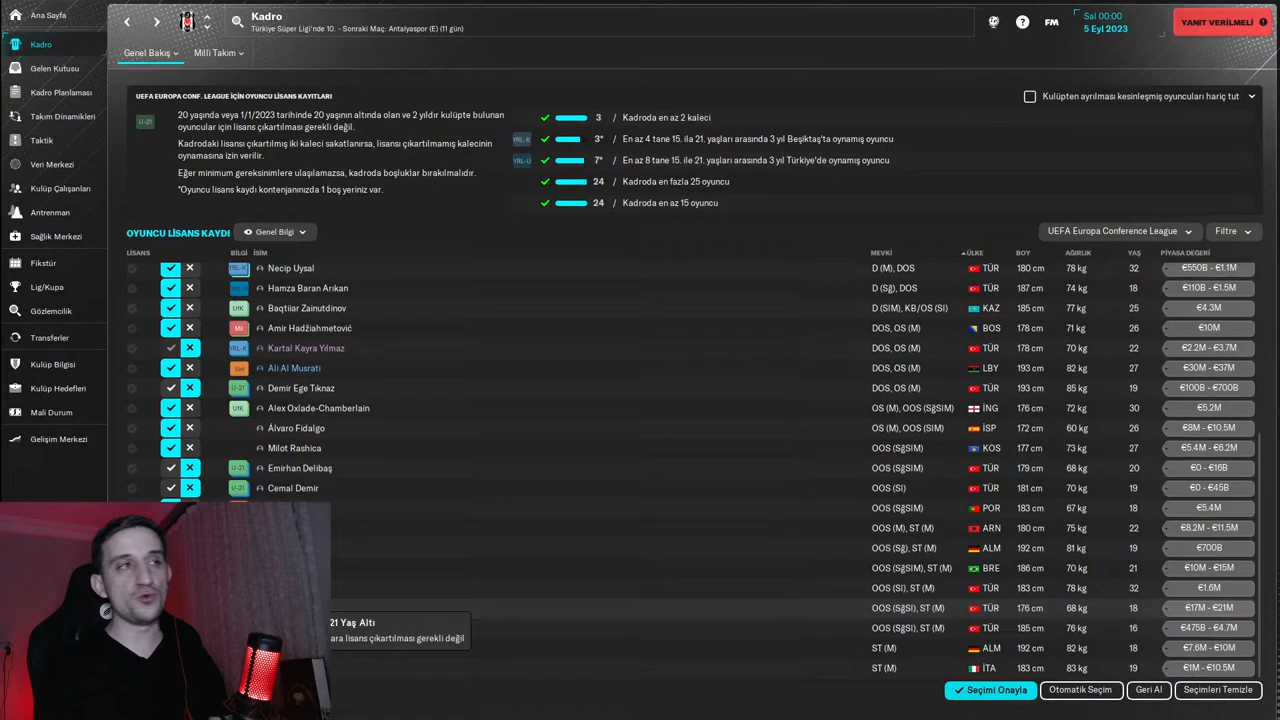 Ana Sayfa
Kadro
Gelen Kutusu
Kadro Planlaması
Takım Dinamikleri
Taktik
Veri Merkezi
Kulüp Çalışanları
Antrenman
Sağlık Merkezi
Fikstür
Lig/Kupa
Gözlemcilik
Transferler
Kulüp Bilgisi
Kulüp Hedefleri
Mali Durum
Gelişim Merkezi
Kadro
Türkiye Süper Ligi'nde 10. - Sonraki Maç: Antalyaspor (E) (11 gün)
FM
Sal 00:00
5 Eyl 2023
YANIT VERİLMELİ
Genel Bakış
Milli Takım
UEFA EUROPA CONF. LEAGUE İÇİN OYUNCU LİSANS KAYITLARI
Kulüpten ayrılması kesinleşmiş oyuncuları hariç tut
U-21
20 yaşında veya 1/1/2023 tarihinde 20 yaşının altında olan ve 2 yıldır kulüpte bulunan
oyuncular için lisans çıkartılması gerekli değil.
Kadrodaki lisansı çıkartılmış iki kaleci sakatlanırsa, lisansı çıkartılmamış kalecinin
oynamasına izin verilir.
Eğer minimum gereksinimlere ulaşılamazsa, kadroda boşluklar bırakılmalıdır.
*Oyuncu lisans kaydı kontenjanınızda 1 boş yeriniz var.
3 / Kadroda en az 2 kaleci
YRL-K 3* / En az 4 tane 15. ila 21. yaşları arasında 3 yıl Beşiktaş'ta oynamış oyuncu
YRL-Ü 7* / En az 8 tane 15. ila 21. yaşları arasında 3 yıl Türkiye'de oynamış oyuncu
24 / Kadroda en fazla 25 oyuncu
24 / Kadroda en az 15 oyuncu
OYUNCU LİSANS KAYDI
Genel Bilgi
UEFA Europa Conference League
Filtre
LİSANS BİLGİ İSİM MEVKİ ÜLKE BOY AĞIRLIK YAŞ PİYASA DEĞERİ
YRL-K Necip Uysal D (M), DOS TÜR 180 cm 78 kg 32 €550B - €1.1M
Hamza Baran Arıkan D (Sğ), DOS TÜR 187 cm 74 kg 18 €110B - €1.5M
UfK Baqtiiar Zainutdinov D (SlM), KB/OS (Sl) KAZ 178 cm 77 kg 25 €4.3M
Mil Amir Hadžiahmetović DOS, OS (M) BOS 178 cm 71 kg 26 €10M
YRL-K Kartal Kayra Yılmaz DOS, OS (M) TÜR 178 cm 70 kg 22 €2.2M - €3.7M
Skt Ali Al Musrati DOS, OS (M) LBY 193 cm 82 kg 27 €30M - €37M
U-21 Demir Ege Tıknaz DOS, OS (M) TÜR 193 cm 85 kg 19 €100B - €700B
UfK Alex Oxlade-Chamberlain OS (M), OOS (SğSlM) İNG 176 cm 72 kg 30 €5.2M
Álvaro Fidalgo OS (M), OOS (SlM) İSP 172 cm 60 kg 26 €8M - €10.5M
Milot Rashica OOS (SğSlM) KOS 177 cm 73 kg 27 €5.4M - €6.2M
U-21 Emirhan Delibaş OOS (SğSlM) TÜR 179 cm 68 kg 20 €0 - €16B
U-21 Cemal Demir OOS (Sl) TÜR 181 cm 70 kg 19 €0 - €45B
OOS (SğSlM) POR 183 cm 67 kg 18 €5.4M
OOS (M), ST (M) ARN 180 cm 75 kg 22 €8.2M - €11.5M
OOS (Sğ), ST (M) ALM 192 cm 81 kg 19 €700B
OOS (SğSlM), ST (M) BRE 186 cm 70 kg 21 €10M - €15M
OOS (Sl), ST (M) TÜR 183 cm 78 kg 32 €1.6M
OOS (SğSl), ST (M) TÜR 176 cm 68 kg 18 €17M - €21M
21 Yaş Altı
OOS (SğSl), ST (M) TÜR 185 cm 76 kg 16 €475B - €4.7M
ara lisans çıkartılması gerekli değil
ST (M) ALM 192 cm 82 kg 18 €7.6M - €10M
ST (M) İTA 183 cm 83 kg 19 €1M - €10.5M
Seçimi Onayla
Otomatik Seçim
Geri Al
Seçimleri Temizle